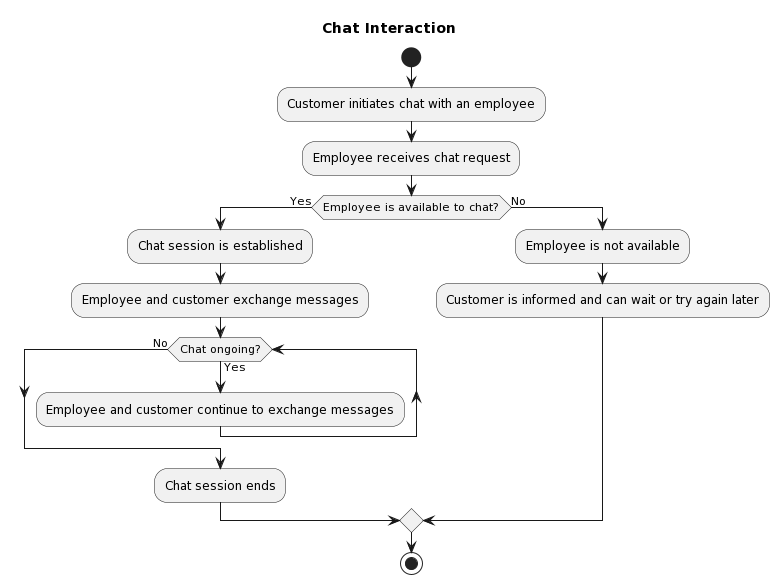 Chat Interaction
Customer initiates chat with an employee
Employee receives chat request
Yes
Employee is available to chat?
No
Chat session is established
Employee is not available
Employee and customer exchange messages
Customer is informed and can wait or try again later
No
Chat ongoing?
Yes
Employee and customer continue to exchange messages
Chat session ends